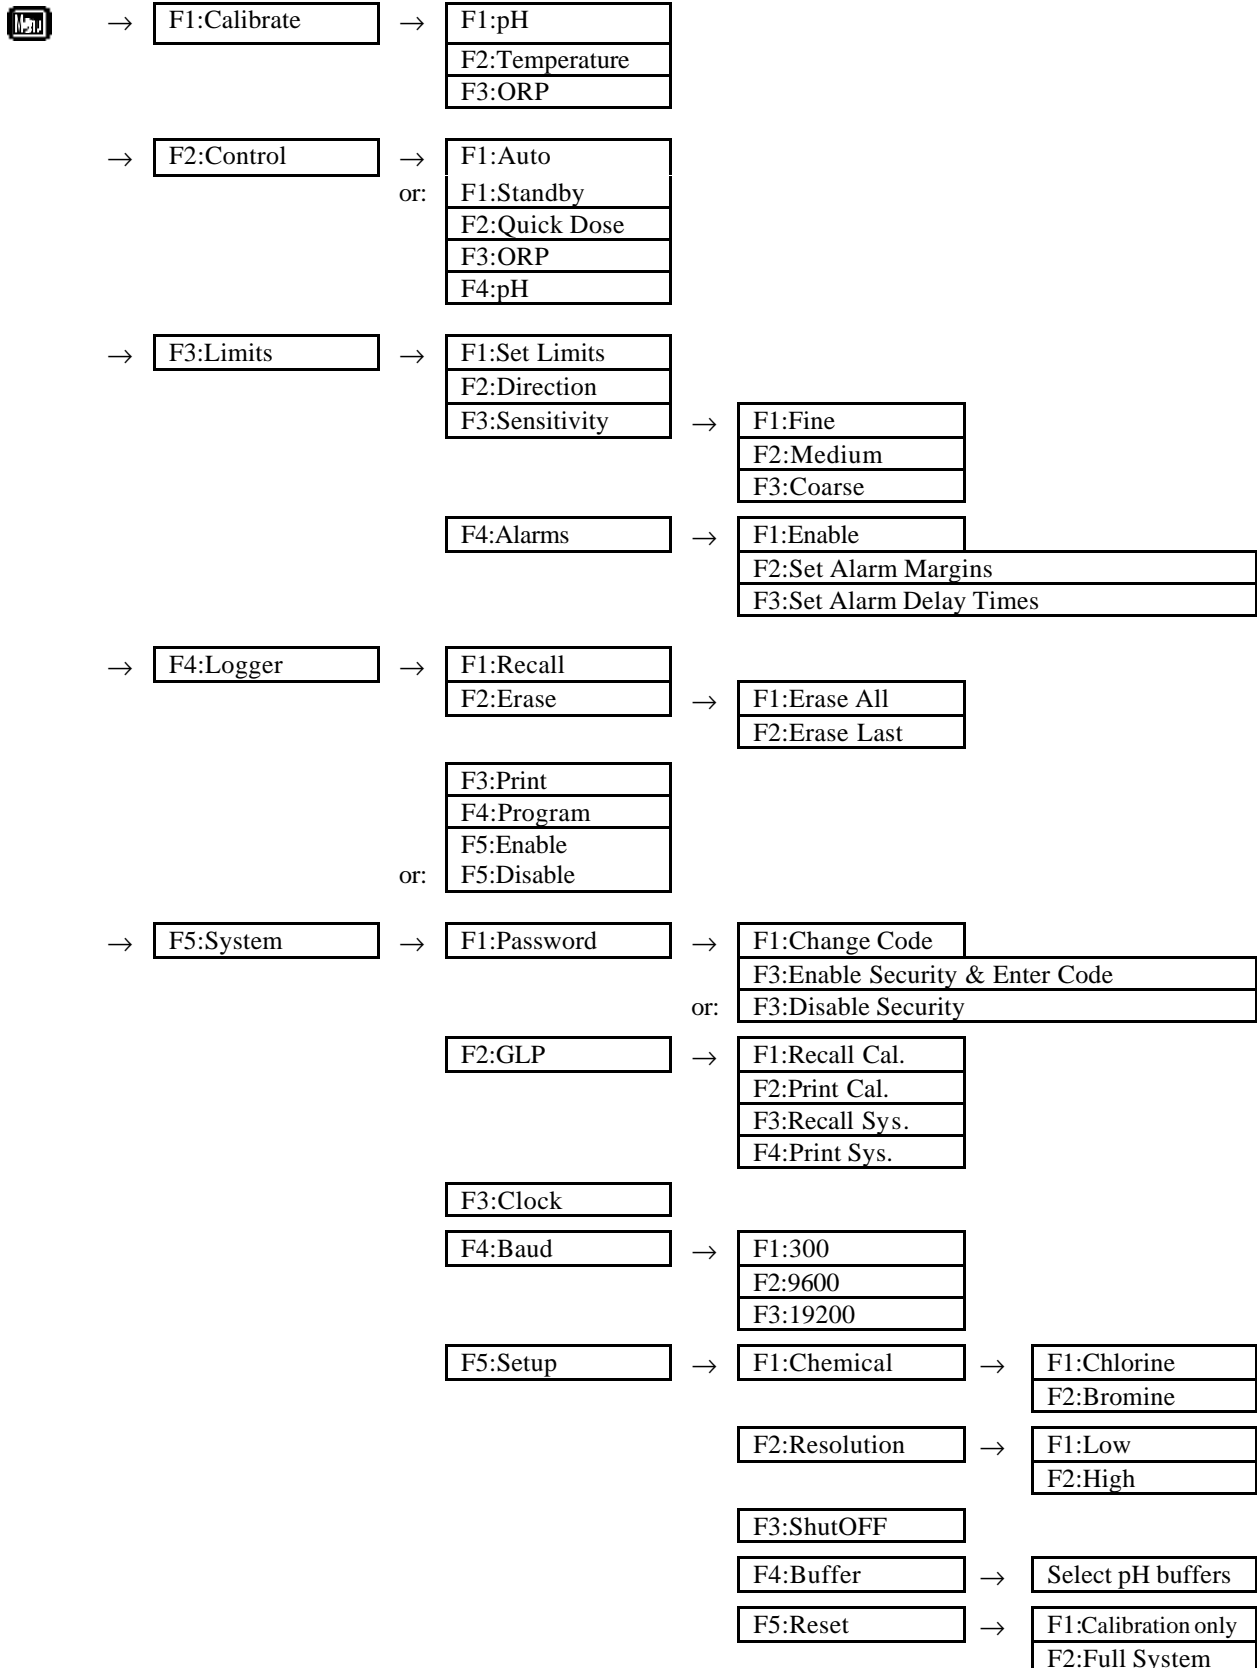 Menu → F1:Calibrate → F1:pH
F2:Temperature
F3:ORP
→ F2:Control → F1:Auto
or: F1:Standby
F2:Quick Dose
F3:ORP
F4:pH
→ F3:Limits → F1:Set Limits
F2:Direction
F3:Sensitivity → F1:Fine
F2:Medium
F3:Coarse
F4:Alarms → F1:Enable
F2:Set Alarm Margins
F3:Set Alarm Delay Times
→ F4:Logger → F1:Recall
F2:Erase → F1:Erase All
F2:Erase Last
F3:Print
F4:Program
F5:Enable
or: F5:Disable
→ F5:System → F1:Password → F1:Change Code
F3:Enable Security & Enter Code
or: F3:Disable Security
F2:GLP → F1:Recall Cal.
F2:Print Cal.
F3:Recall Sys.
F4:Print Sys.
F3:Clock
F4:Baud → F1:300
F2:9600
F3:19200
F5:Setup → F1:Chemical → F1:Chlorine
F2:Bromine
F2:Resolution → F1:Low
F2:High
F3:ShutOFF
F4:Buffer → Select pH buffers
F5:Reset → F1:Calibration only
F2:Full System